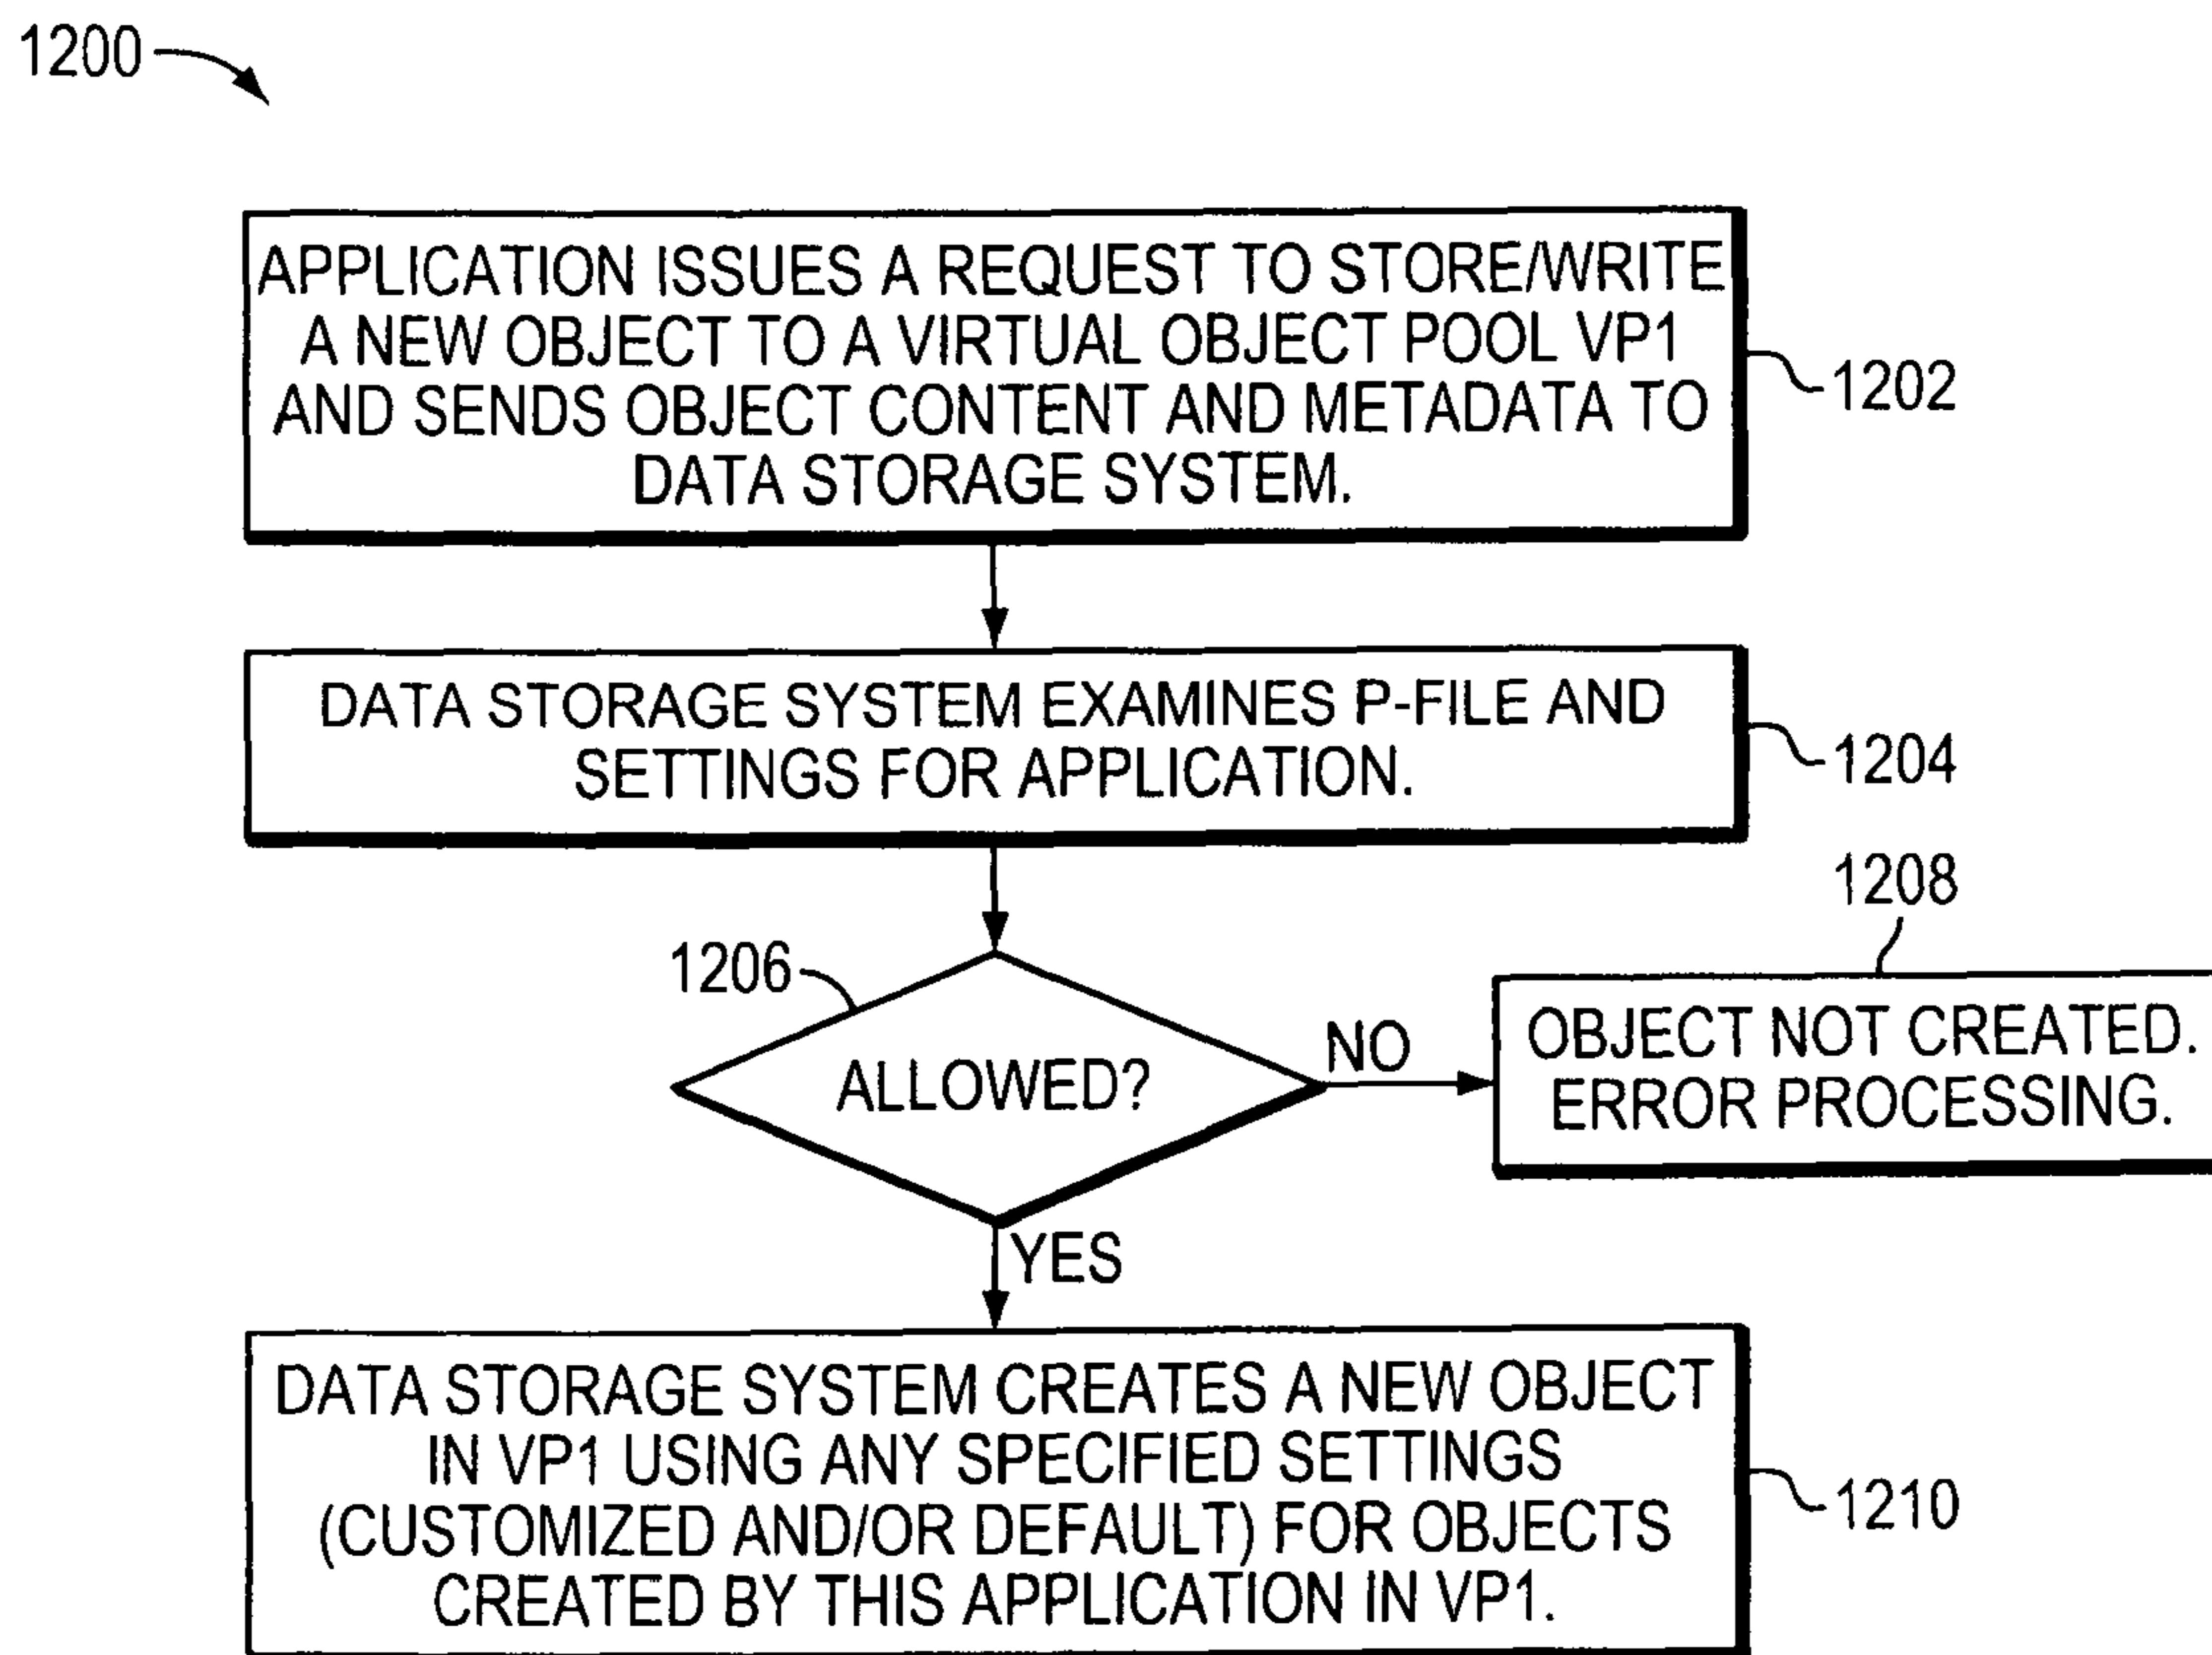 1200
APPLICATION ISSUES A REQUEST TO STORE/WRITE
A NEW OBJECT TO A VIRTUAL OBJECT POOL VP1
AND SENDS OBJECT CONTENT AND METADATA TO
DATA STORAGE SYSTEM.
1202
DATA STORAGE SYSTEM EXAMINES P-FILE AND
SETTINGS FOR APPLICATION.
1204
1206
ALLOWED?
NO
1208
OBJECT NOT CREATED.
ERROR PROCESSING.
YES
DATA STORAGE SYSTEM CREATES A NEW OBJECT
IN VP1 USING ANY SPECIFIED SETTINGS
(CUSTOMIZED AND/OR DEFAULT) FOR OBJECTS
CREATED BY THIS APPLICATION IN VP1.
1210